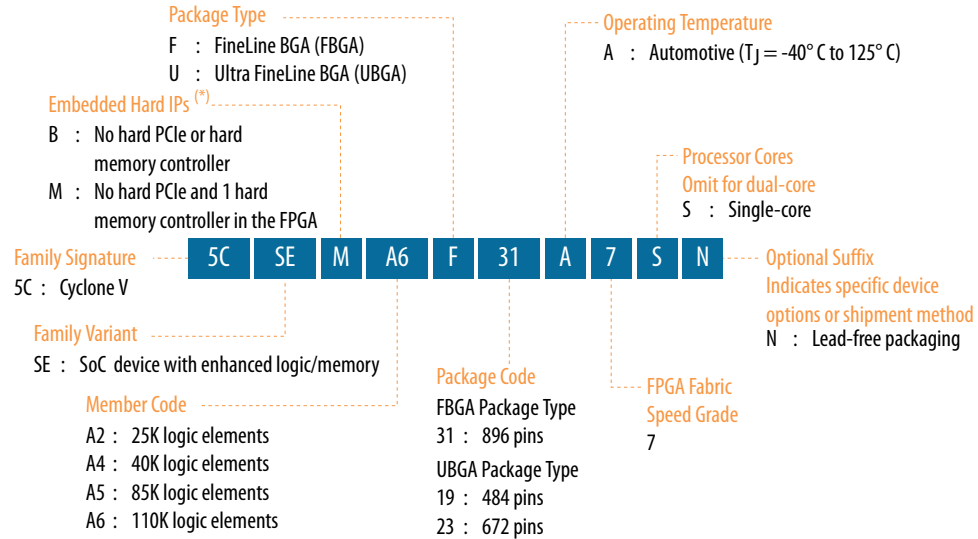 Package Type
F : FineLine BGA (FBGA)
U : Ultra FineLine BGA (UBGA)
Operating Temperature
A : Automotive (TJ = -40° C to 125° C)
Embedded Hard IPs (*)
B : No hard PCIe or hard
memory controller
M : No hard PCIe and 1 hard
memory controller in the FPGA
Processor Cores
Omit for dual-core
S : Single-core
Family Signature
5C : Cyclone V
5C SE M A6 F 31 A 7 S N
Optional Suffix
Indicates specific device
options or shipment method
N : Lead-free packaging
Family Variant
SE : SoC device with enhanced logic/memory
Member Code
A2 : 25K logic elements
A4 : 40K logic elements
A5 : 85K logic elements
A6 : 110K logic elements
Package Code
FBGA Package Type
31 : 896 pins
UBGA Package Type
19 : 484 pins
23 : 672 pins
FPGA Fabric
Speed Grade
7